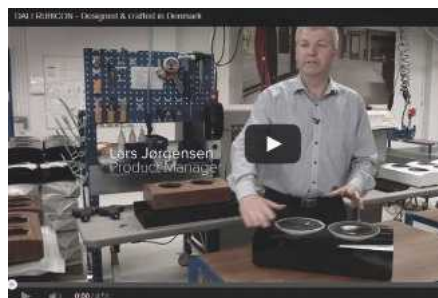 DALI RUBICON - Designed & crafted in Denmark
Lars Jørgensen
Product Manager